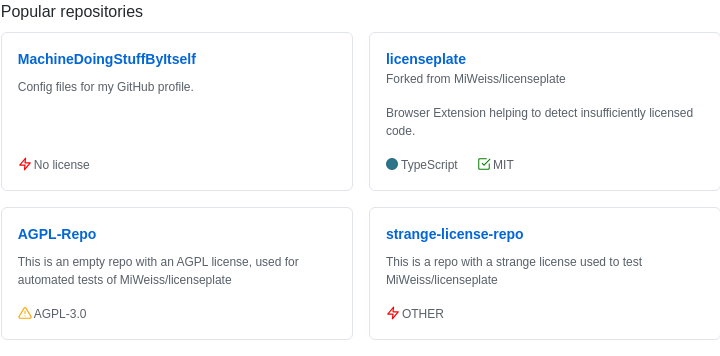 Popular repositories
MachineDoingStuffByItself
Config files for my GitHub profile.
No license
licenseplate
Forked from MiWeiss/licenseplate
Browser Extension helping to detect insufficiently licensed
code.
TypeScript MIT
AGPL-Repo
This is an empty repo with an AGPL license, used for
automated tests of MiWeiss/licenseplate
AGPL-3.0
strange-license-repo
This is a repo with a strange license used to test
MiWeiss/licenseplate
OTHER